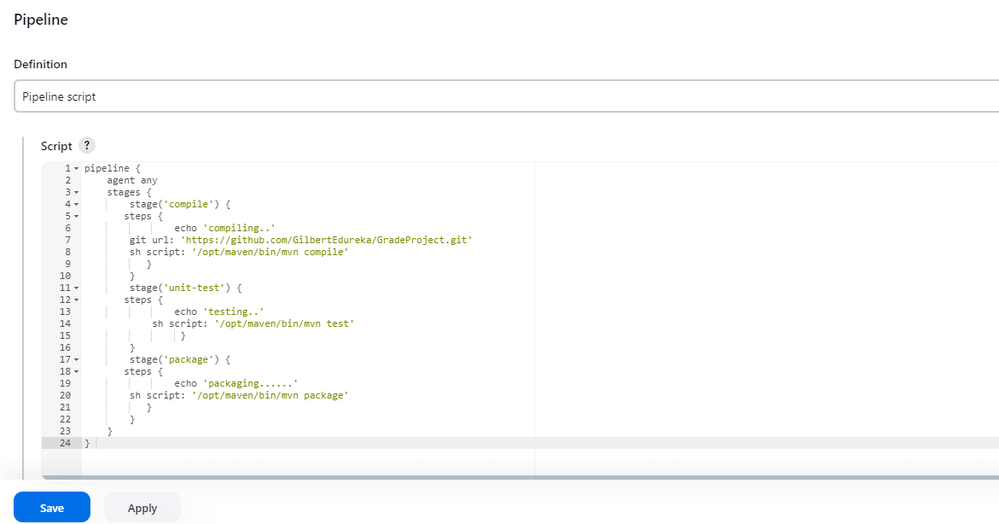 Pipeline
Definition
Pipeline script
Script ?
1 pipeline {
2     agent any
3     stages {
4         stage('compile') {
5        steps {
6                 echo 'compiling..'
7         git url: 'https://github.com/GilbertEdureka/GradeProject.git'
8         sh script: '/opt/maven/bin/mvn compile'
9            }
10         }
11         stage('unit-test') {
12        steps {
13                 echo 'testing..'
14             sh script: '/opt/maven/bin/mvn test'
15                  }
16         }
17         stage('package') {
18        steps {
19                 echo 'packaging......'
20         sh script: '/opt/maven/bin/mvn package'
21            }
22         }
23     }
24 }
Save Apply